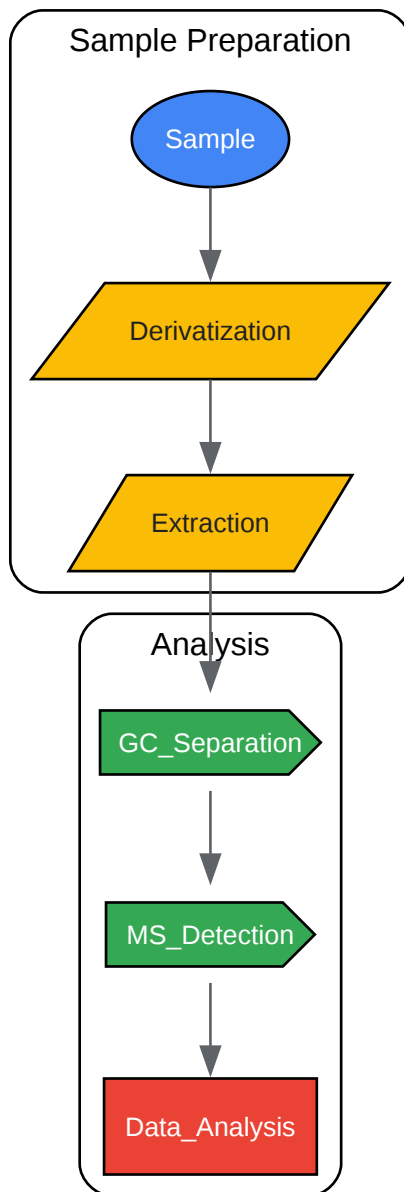 Sample Preparation
Sample
Derivatization
Extraction
Analysis
GC_Separation
MS_Detection
Data_Analysis